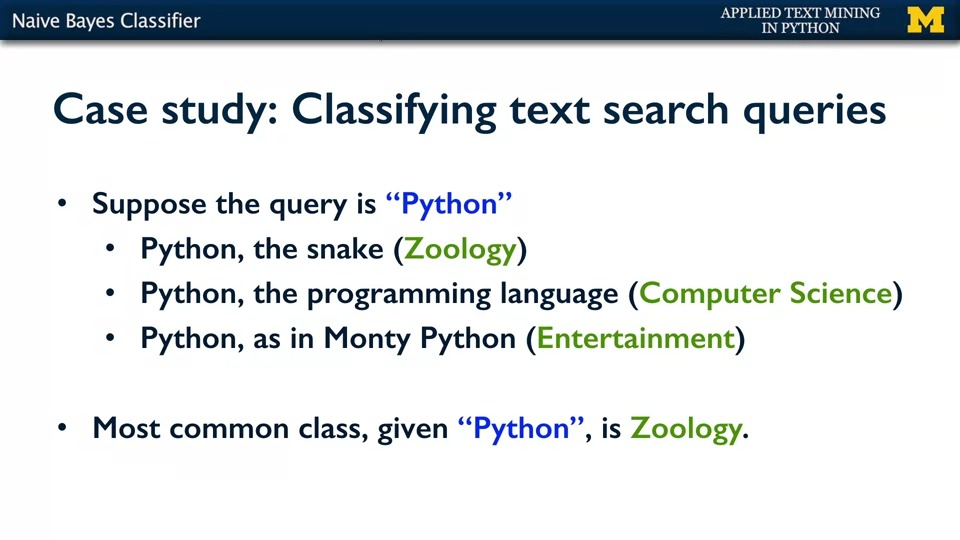 Naive Bayes Classifier
APPLIED TEXT MINING
IN PYTHON
M
Case study: Classifying text search queries
• Suppose the query is “Python”
• Python, the snake (Zoology)
• Python, the programming language (Computer Science)
• Python, as in Monty Python (Entertainment)
• Most common class, given “Python”, is Zoology.